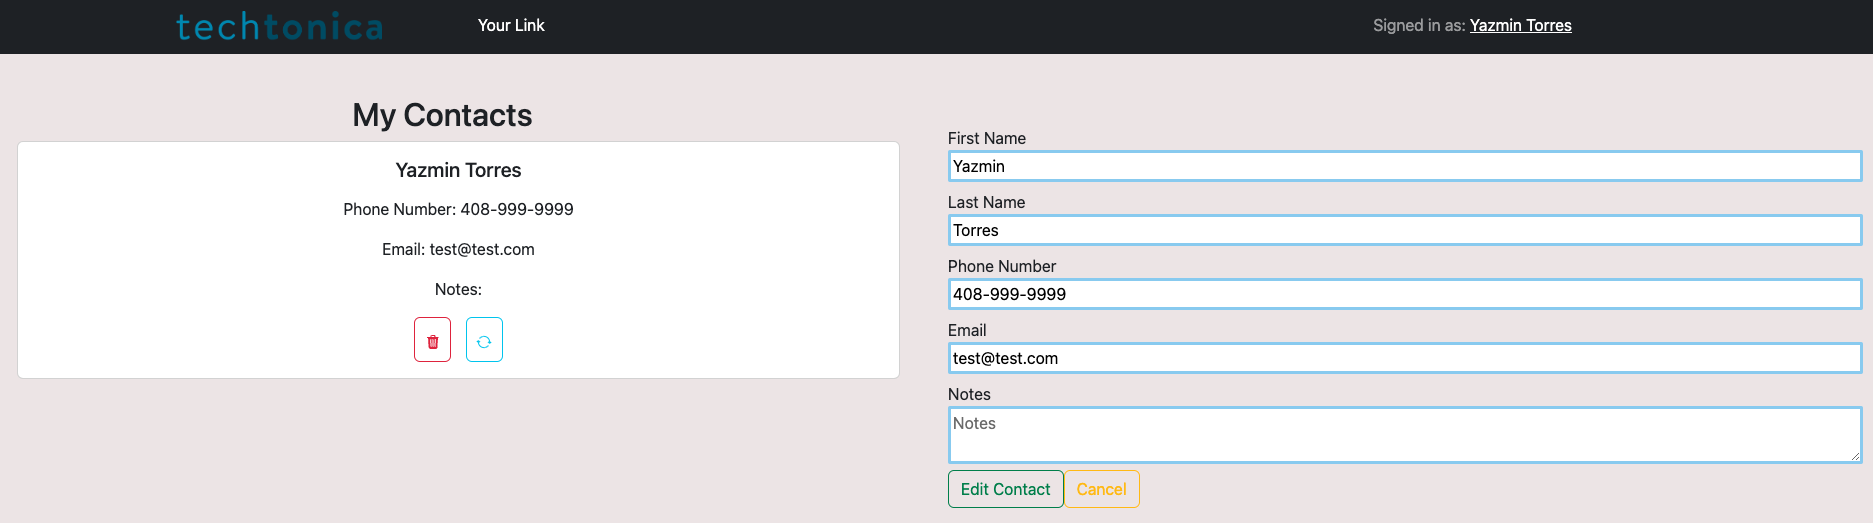 techtonica
Your Link
Signed in as: Yazmin Torres
My Contacts
Yazmin Torres
Phone Number: 408-999-9999
Email: test@test.com
Notes:
First Name
Yazmin
Last Name
Torres
Phone Number
408-999-9999
Email
test@test.com
Notes
Notes
Edit Contact
Cancel